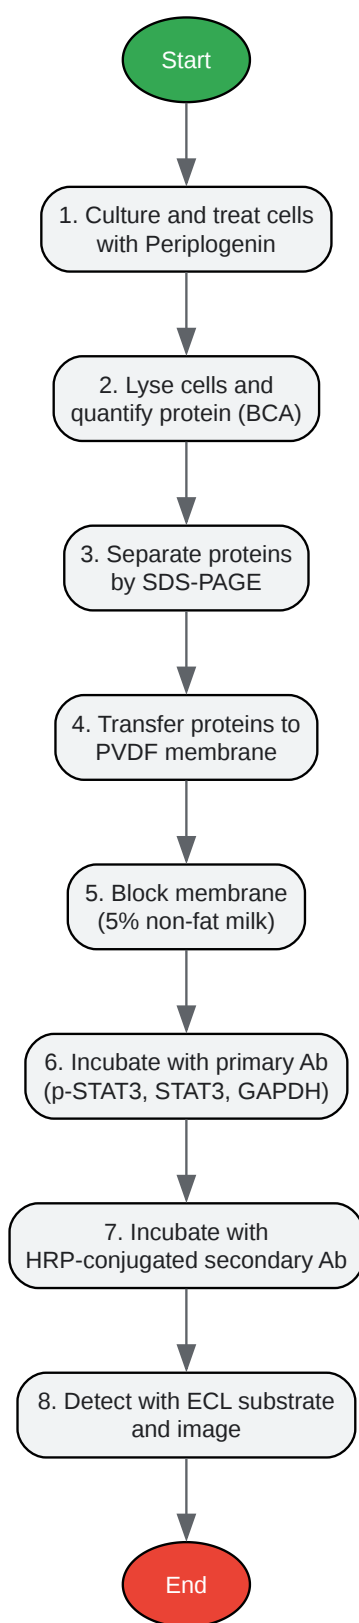 Start
1. Culture and treat cells
with Periplogenin
2. Lyse cells and
quantify protein (BCA)
3. Separate proteins
by SDS-PAGE
4. Transfer proteins to
PVDF membrane
5. Block membrane
(5% non-fat milk)
6. Incubate with primary Ab
(p-STAT3, STAT3, GAPDH)
7. Incubate with
HRP-conjugated secondary Ab
8. Detect with ECL substrate
and image
End